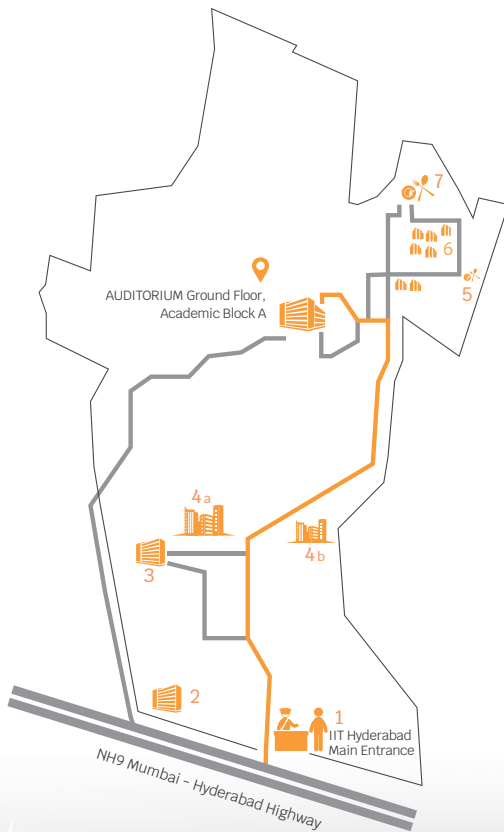 7
6
5
AUDITORIUM Ground Floor,
Academic Block A
4a
4b
3
2
1
IIT Hyderabad
Main Entrance
NH9 Mumbai - Hyderabad Highway